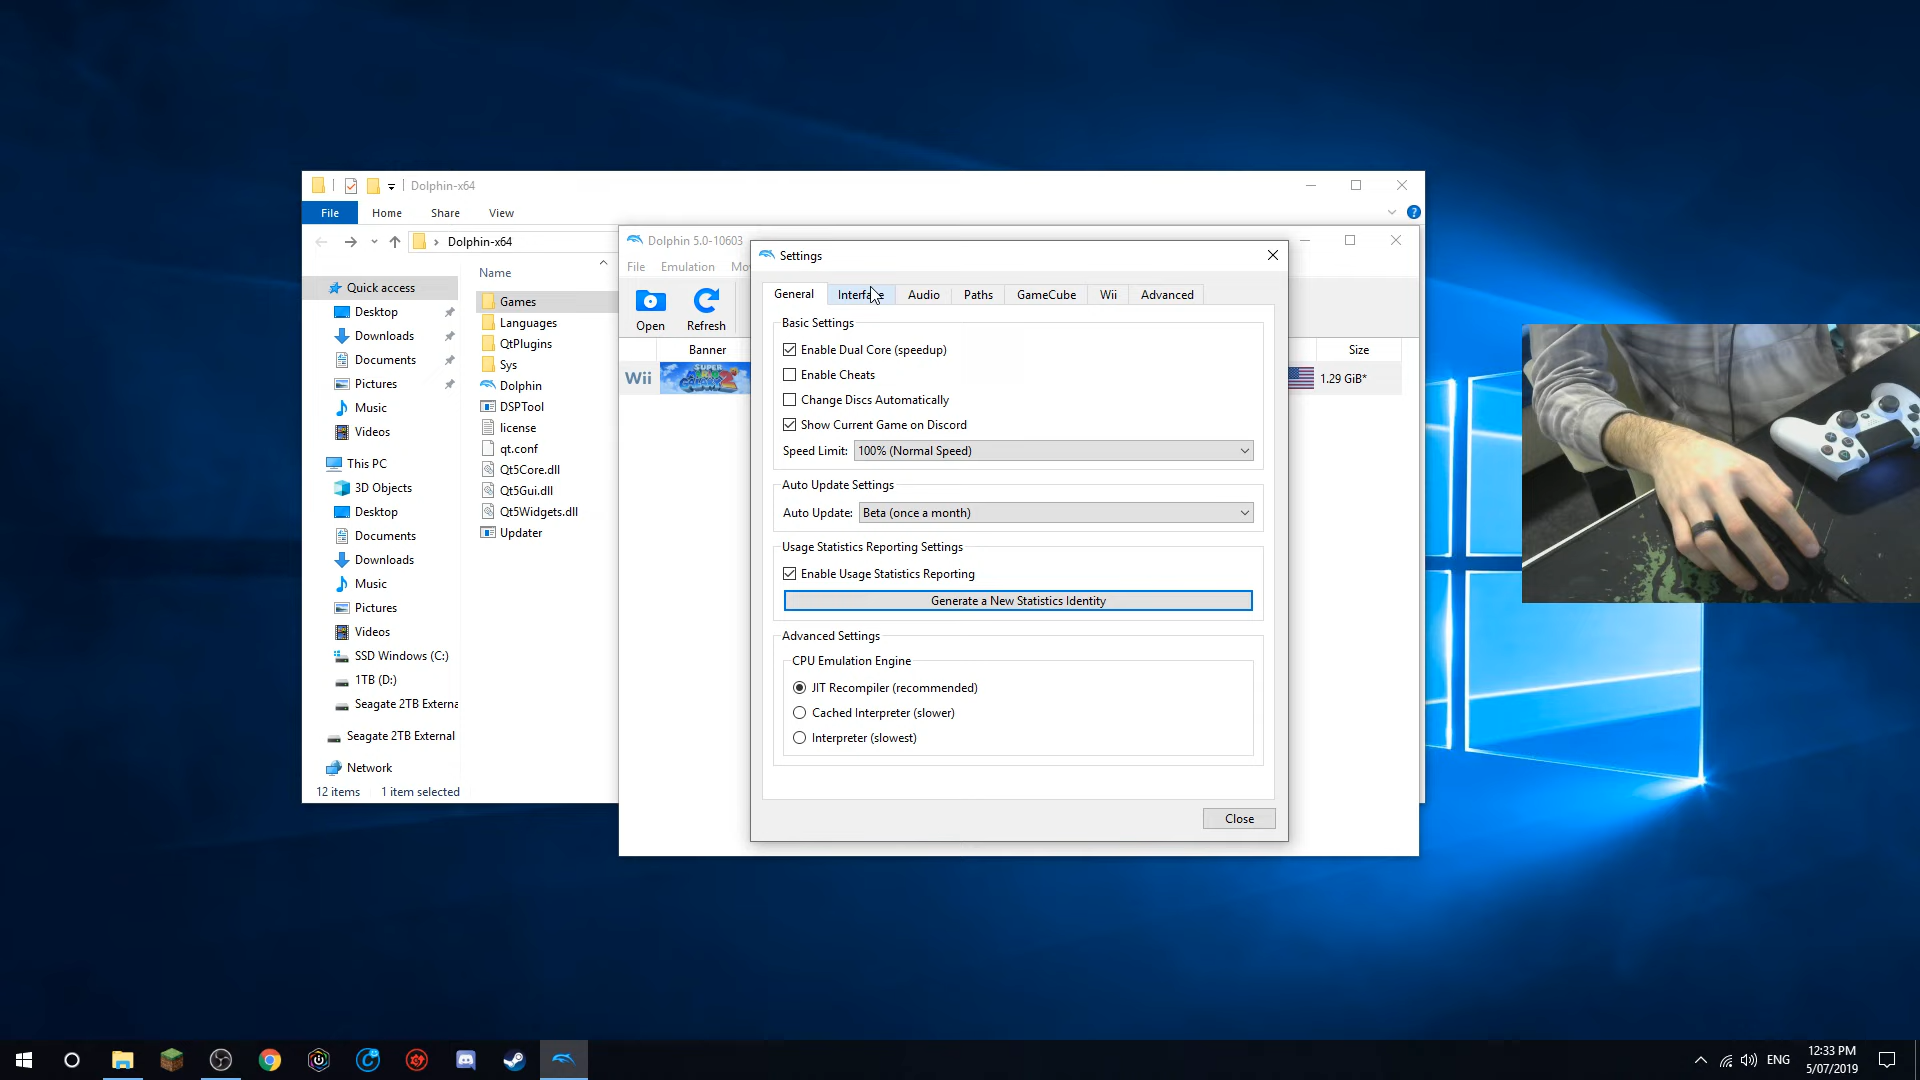 Dolphin-x64
File Home Share View
Dolphin-x64
Name
Quick access
Desktop
Downloads
Documents
Pictures
Music
Videos
This PC
3D Objects
Desktop
Documents
Downloads
Music
Pictures
Videos
SSD Windows (C:)
1TB (D:)
Seagate 2TB Externa
Seagate 2TB External
Network
12 items 1 item selected
Games
Languages
QtPlugins
Sys
Dolphin
DSPTool
license
qt.conf
Qt5Core.dll
Qt5Gui.dll
Qt5Widgets.dll
Updater
Dolphin 5.0-10603
File Emulation Mo
Open Refresh
Banner Size
Wii SUPER 1.29 GiB*
Settings
General Interface Audio Paths GameCube Wii Advanced
Basic Settings
Enable Dual Core (speedup)
Enable Cheats
Change Discs Automatically
Show Current Game on Discord
Speed Limit: 100% (Normal Speed)
Auto Update Settings
Auto Update: Beta (once a month)
Usage Statistics Reporting Settings
Enable Usage Statistics Reporting
Generate a New Statistics Identity
Advanced Settings
CPU Emulation Engine
JIT Recompiler (recommended)
Cached Interpreter (slower)
Interpreter (slowest)
Close
ENG
12:33 PM
5/07/2019